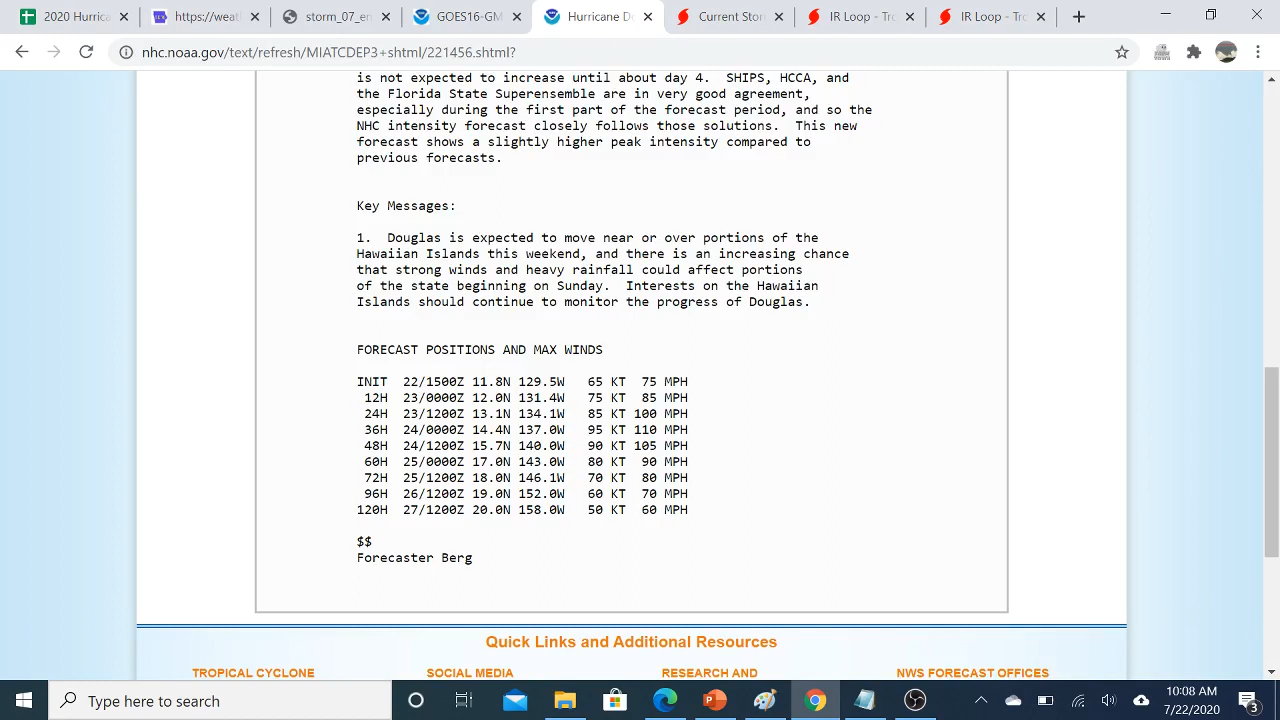 2020 Hurrica
https://weat
storm_07_en
GOES16-GM
Hurricane D
Current Stor
IR Loop - Tro
IR Loop - Tro
nhc.noaa.gov/text/refresh/MIATCDEP3+shtml/221456.shtml?
is not expected to increase until about day 4. SHIPS, HCCA, and
the Florida State Superensemble are in very good agreement,
especially during the first part of the forecast period, and so the
NHC intensity forecast closely follows those solutions. This new
forecast shows a slightly higher peak intensity compared to
previous forecasts.
Key Messages:
1. Douglas is expected to move near or over portions of the
Hawaiian Islands this weekend, and there is an increasing chance
that strong winds and heavy rainfall could affect portions
of the state beginning on Sunday. Interests on the Hawaiian
Islands should continue to monitor the progress of Douglas.
FORECAST POSITIONS AND MAX WINDS
INIT 22/1500Z 11.8N 129.5W 65 KT 75 MPH
12H 23/0000Z 12.0N 131.4W 75 KT 85 MPH
24H 23/1200Z 13.1N 134.1W 85 KT 100 MPH
36H 24/0000Z 14.4N 137.0W 95 KT 110 MPH
48H 24/1200Z 15.7N 140.0W 90 KT 105 MPH
60H 25/0000Z 17.0N 143.0W 80 KT 90 MPH
72H 25/1200Z 18.0N 146.1W 70 KT 80 MPH
96H 26/1200Z 19.0N 152.0W 60 KT 70 MPH
120H 27/1200Z 20.0N 158.0W 50 KT 60 MPH
$$
Forecaster Berg
Quick Links and Additional Resources
TROPICAL CYCLONE
SOCIAL MEDIA
RESEARCH AND
NWS FORECAST OFFICES
Type here to search
10:08 AM
7/22/2020
3